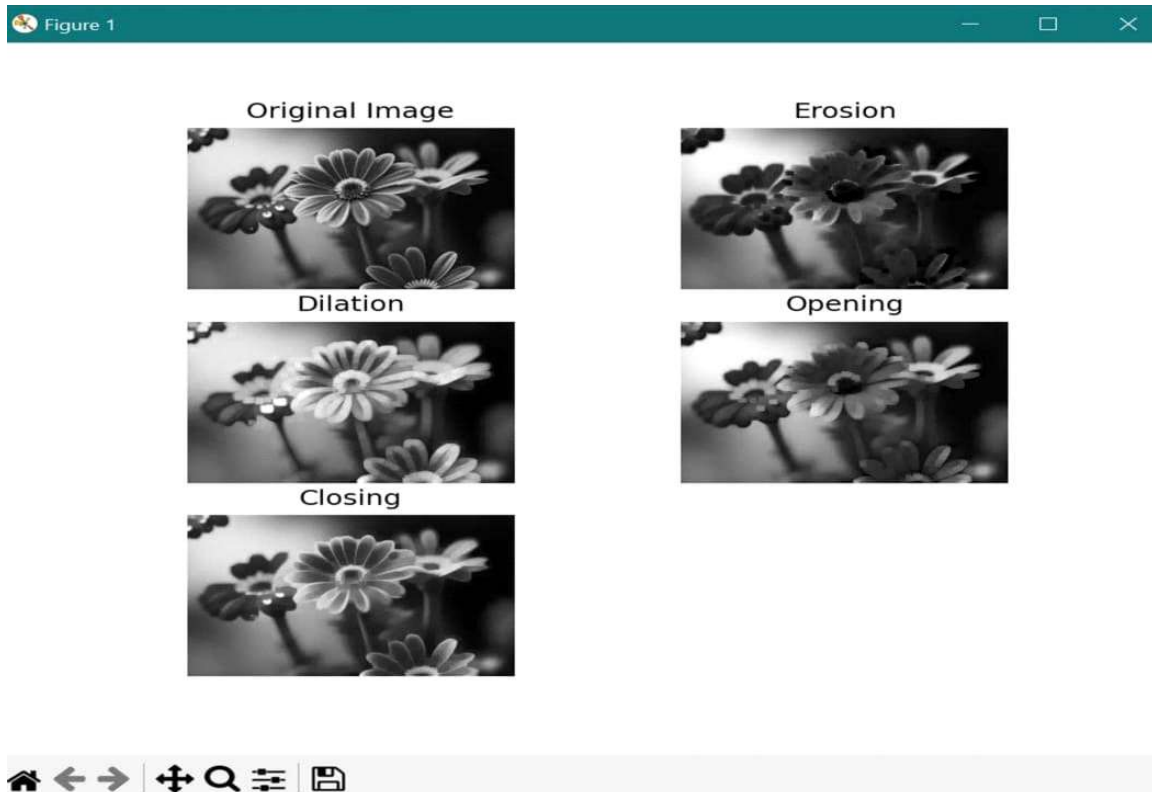 Figure 1
Original Image
Erosion
Dilation
Opening
Closing